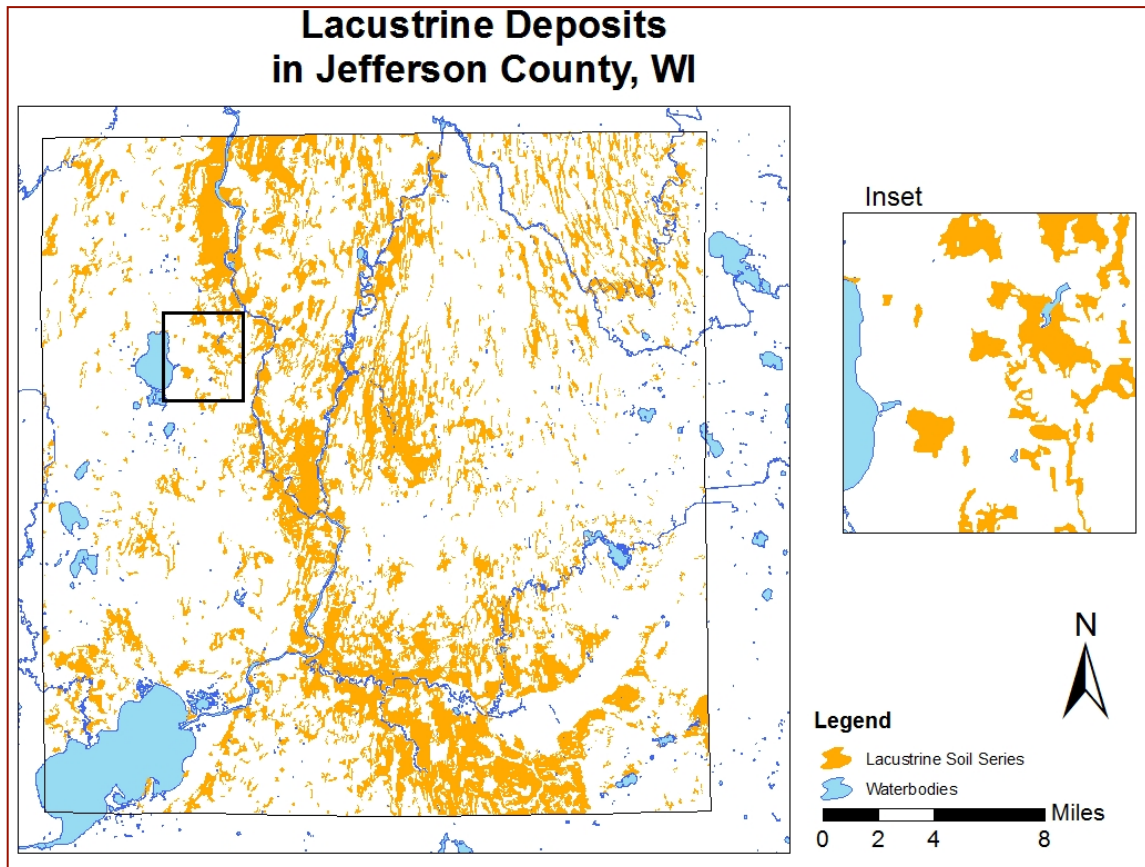 Lacustrine Deposits
in Jefferson County, WI
Inset
N
Legend
Lacustrine Soil Series
Waterbodies
Miles
0 2 4 8